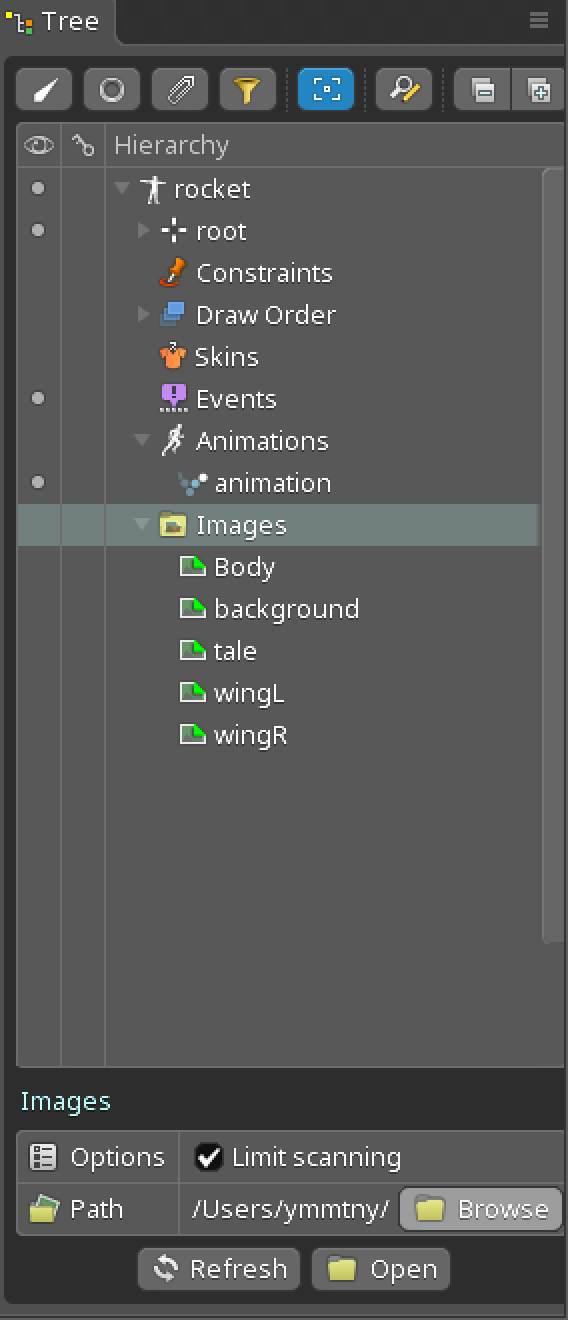 Tree
Hierarchy
rocket
root
Constraints
Draw Order
Skins
Events
Animations
animation
Images
Body
background
tale
wingL
wingR
Images
Options Limit scanning
Path /Users/ymmtny/ Browse
Refresh Open